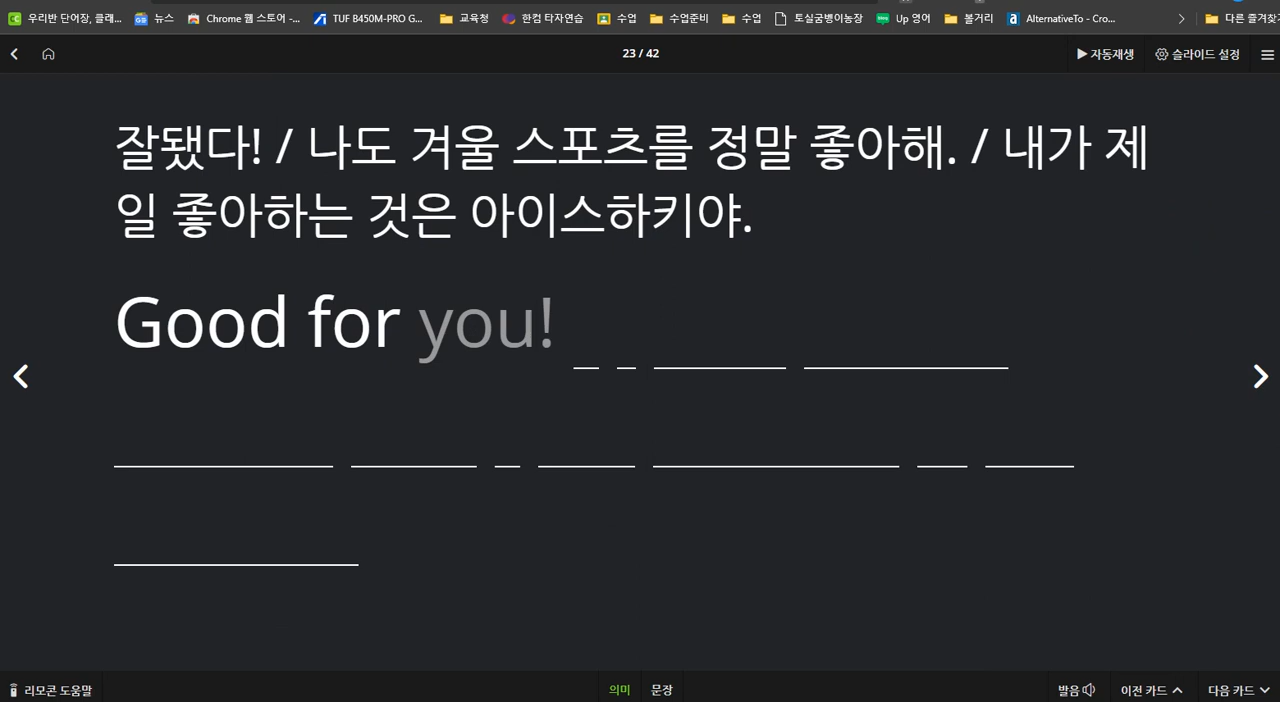 우리반 단어장, 클래... 뉴스 Chrome 웹 스토어 -... TUF B450M-PRO G... 교육청 한컴 타자연습 수업 수업준비 수업 토실굼벵이농장 Up 영어 볼거리 AlternativeTo - Cro... 다른 즐겨찾기
23 / 42 자동재생 슬라이드 설정
잘됐다! / 나도 겨울 스포츠를 정말 좋아해. / 내가 제
일 좋아하는 것은 아이스하키야.
Good for you!
리모콘 도움말 의미 문장 발음 이전 카드 다음 카드